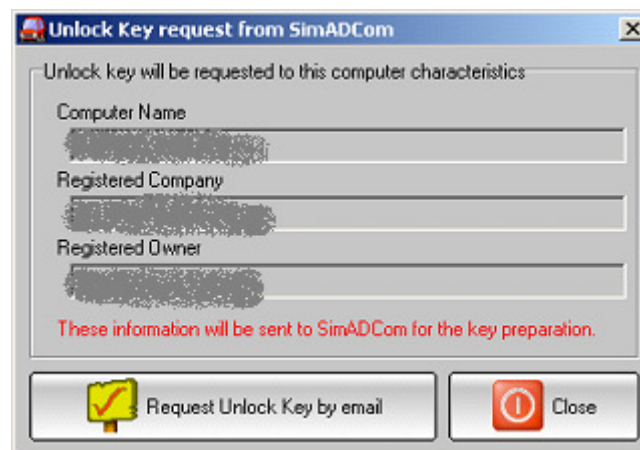 Unlock Key request from SimADCom
Unlock key will be requested to this computer characteristics
Computer Name
Registered Company
Registered Owner
These information will be sent to SimADCom for the key preparation.
Request Unlock Key by email
Close